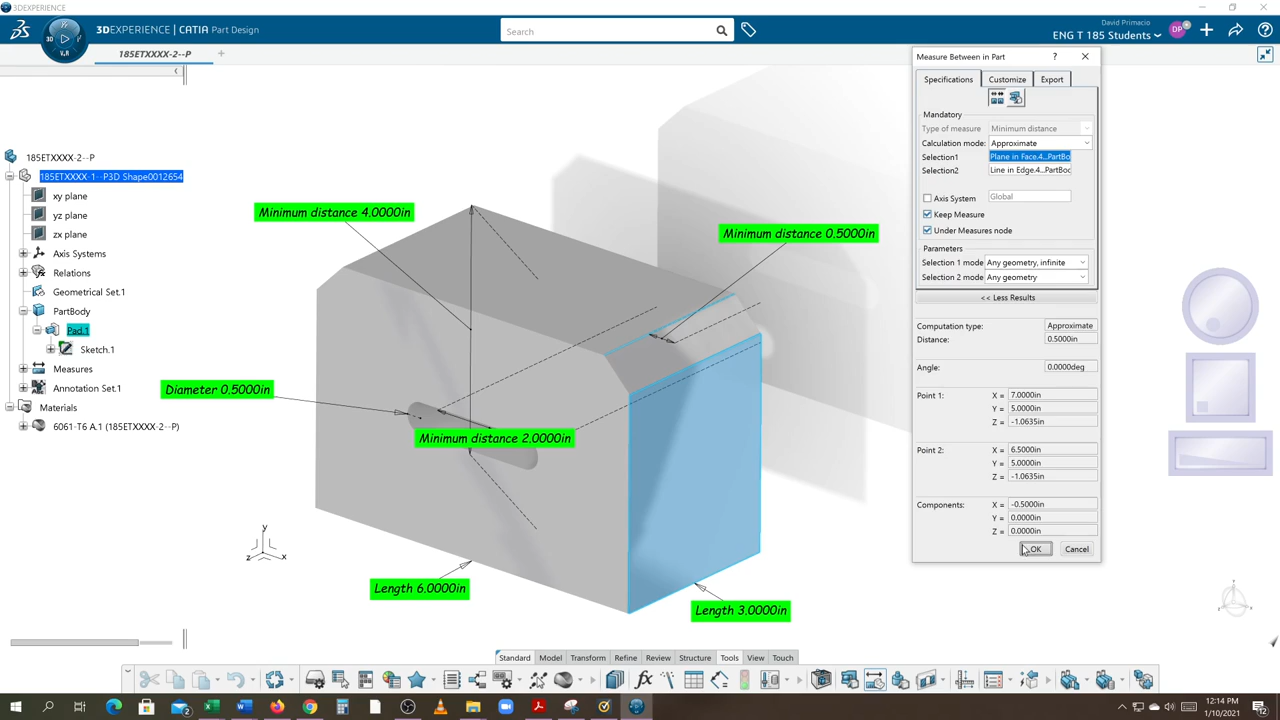 3DEXPERIENCE
3DEXPERIENCE | CATIA Part Design
Search
David Primacio
ENG T 185 Students
DP
3D
V,R
185ETXXXX-2--P
185ETXXXX-2--P
185ETXXXX-1--P3D Shape0012654
xy plane
yz plane
zx plane
Axis Systems
Relations
Geometrical Set.1
PartBody
Pad.1
Sketch.1
Measures
Annotation Set.1
Materials
6061-T6 A.1 (185ETXXXX-2--P)
Minimum distance 4.0000in
Minimum distance 0.5000in
Diameter 0.5000in
Minimum distance 2.0000in
Length 6.0000in
Length 3.0000in
y
z
x
Measure Between in Part
Specifications
Customize
Export
Mandatory
Type of measure Minimum distance
Calculation mode: Approximate
Selection1 Plane in Face.4...PartBo
Selection2 Line in Edge.4...PartBod
Axis System Global
Keep Measure
Under Measures node
Parameters
Selection 1 mode Any geometry, infinite
Selection 2 mode Any geometry
<< Less Results
Computation type: Approximate
Distance: 0.5000in
Angle: 0.0000deg
Point 1: X = 7.0000in
Y = 5.0000in
Z = -1.0635in
Point 2: X = 6.5000in
Y = 5.0000in
Z = -1.0635in
Components: X = -0.5000in
Y = 0.0000in
Z = 0.0000in
OK
Cancel
Standard Model Transform Refine Review Structure Tools View Touch
12:14 PM
1/10/2021